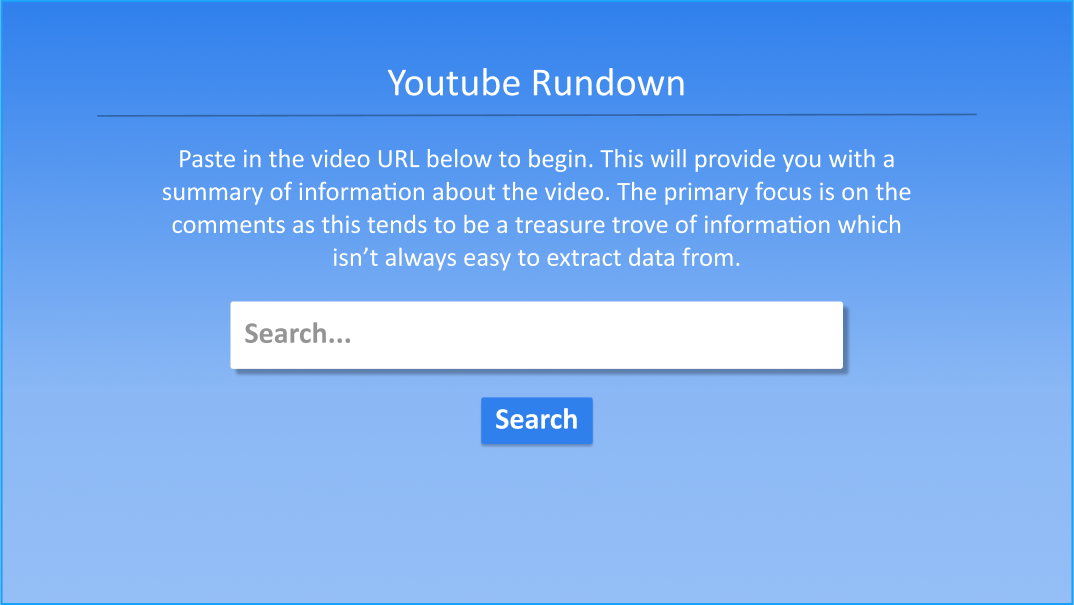 Youtube Rundown
Paste in the video URL below to begin. This will provide you with a
summary of information about the video. The primary focus is on the
comments as this tends to be a treasure trove of information which
isn’t always easy to extract data from.
Search...
Search